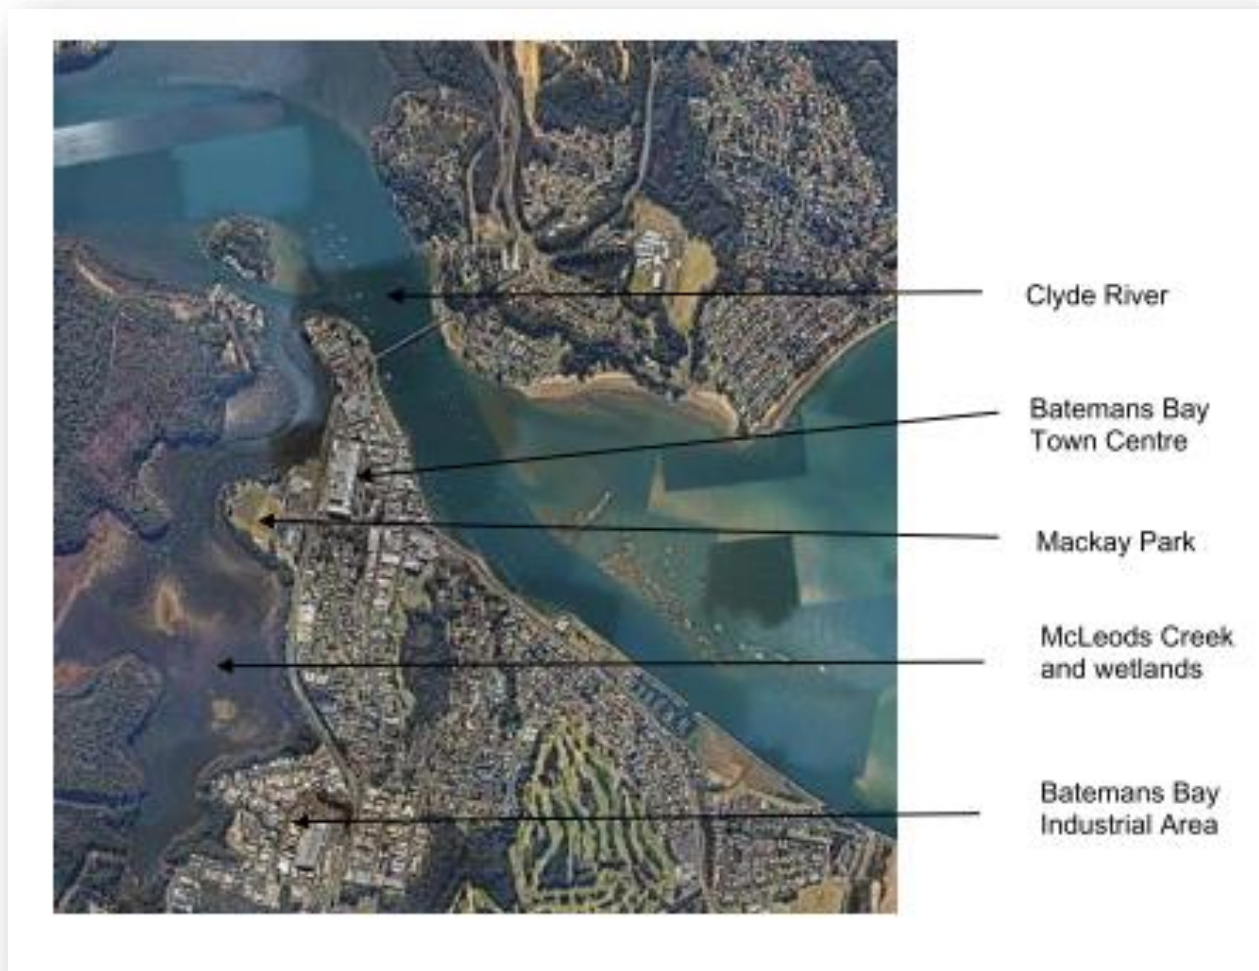 Clyde River
Batemans Bay
Town Centre
Mackay Park
McLeods Creek
and wetlands
Batemans Bay
Industrial Area